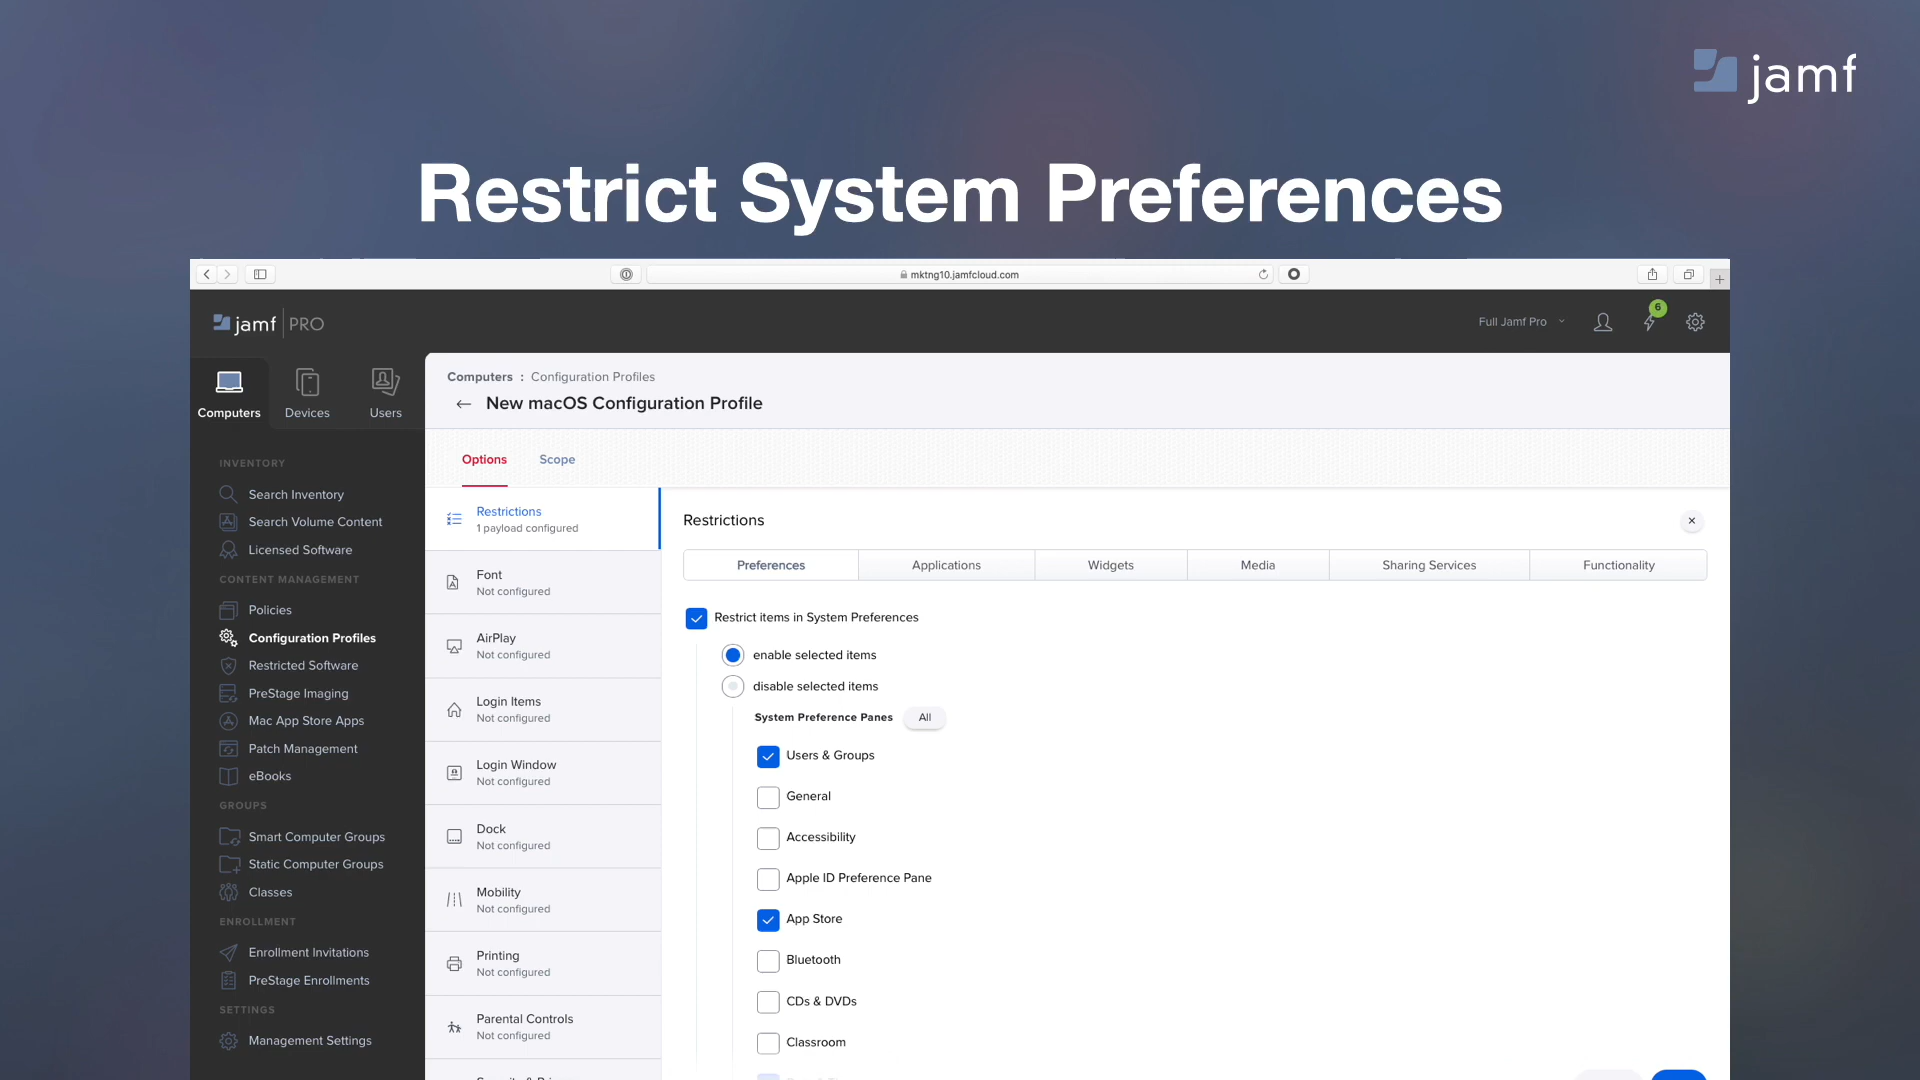 jamf
Restrict System Preferences
mktng10.jamfcloud.com
jamf PRO
Full Jamf Pro
6
Computers
Devices
Users
INVENTORY
Search Inventory
Search Volume Content
Licensed Software
CONTENT MANAGEMENT
Policies
Configuration Profiles
Restricted Software
PreStage Imaging
Mac App Store Apps
Patch Management
eBooks
GROUPS
Smart Computer Groups
Static Computer Groups
Classes
ENROLLMENT
Enrollment Invitations
PreStage Enrollments
SETTINGS
Management Settings
Computers : Configuration Profiles
New macOS Configuration Profile
Options
Scope
Restrictions
1 payload configured
Font
Not configured
AirPlay
Not configured
Login Items
Not configured
Login Window
Not configured
Dock
Not configured
Mobility
Not configured
Printing
Not configured
Parental Controls
Not configured
Restrictions
Preferences
Applications
Widgets
Media
Sharing Services
Functionality
Restrict items in System Preferences
enable selected items
disable selected items
System Preference Panes
All
Users & Groups
General
Accessibility
Apple ID Preference Pane
App Store
Bluetooth
CDs & DVDs
Classroom